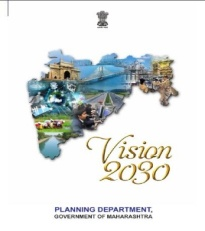 Vision
2030
PLANNING DEPARTMENT,
GOVERNMENT OF MAHARASHTRA